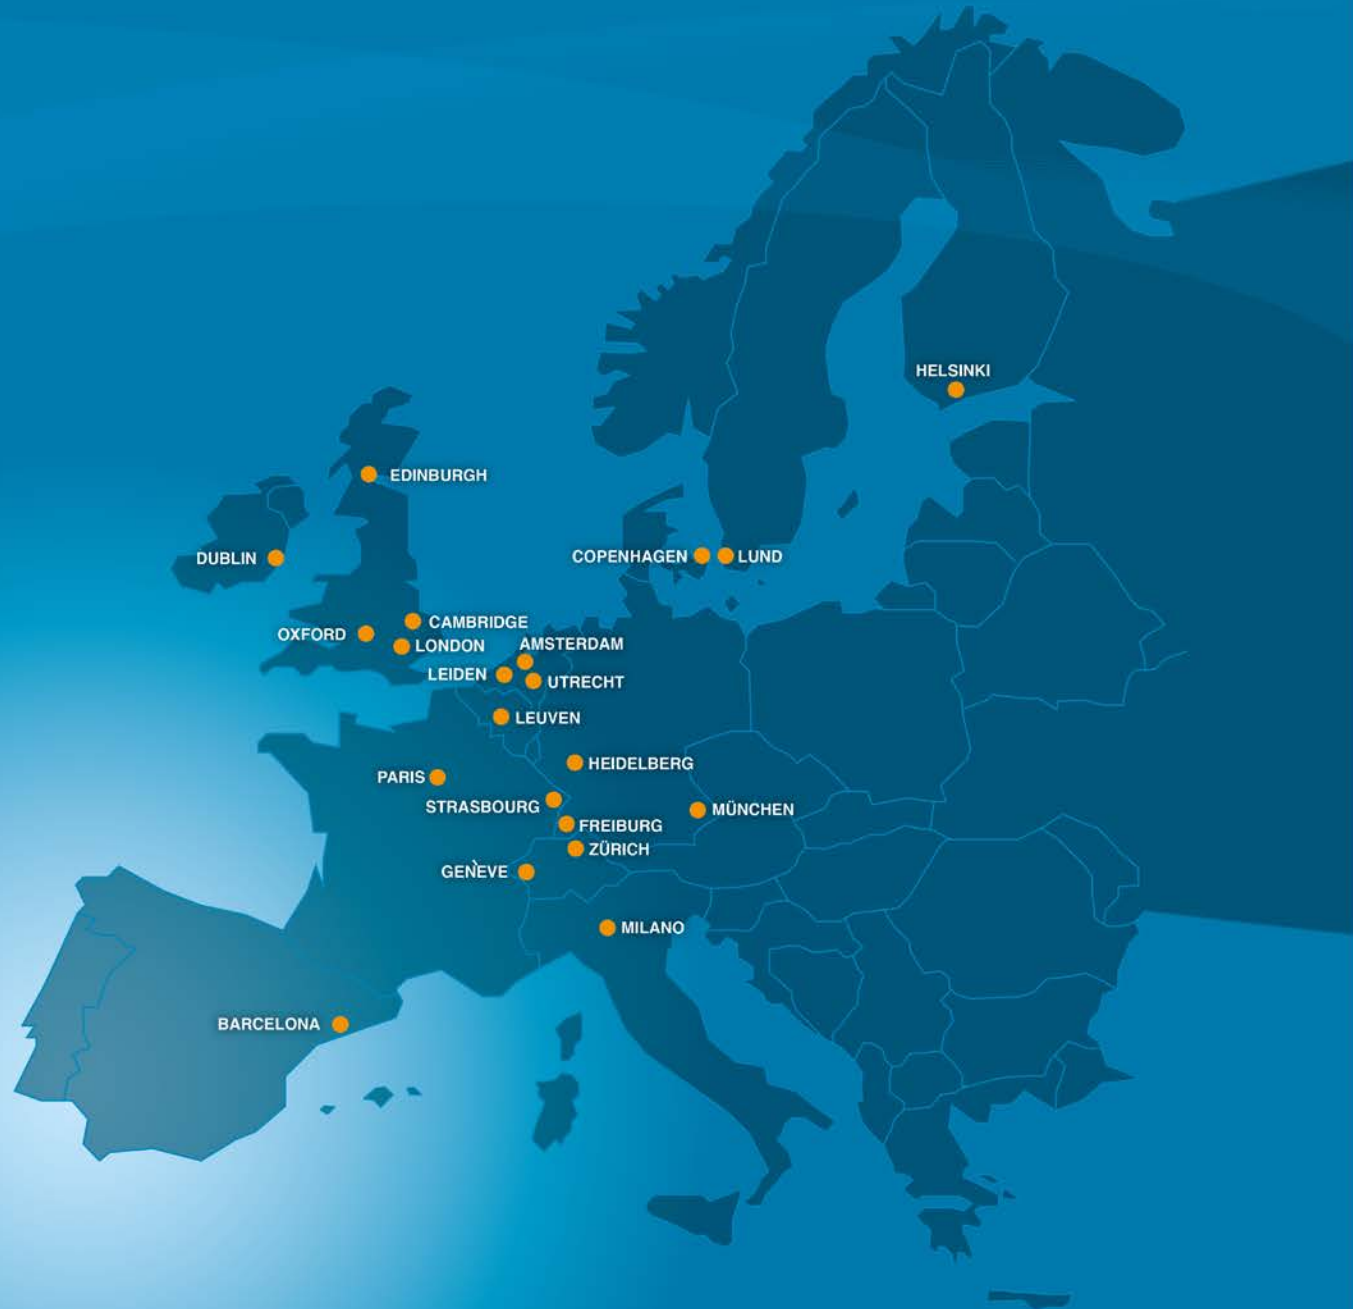 HELSINKI
EDINBURGH
DUBLIN
COPENHAGEN
LUND
CAMBRIDGE
OXFORD
LONDON
AMSTERDAM
LEIDEN
UTRECHT
LEUVEN
HEIDELBERG
PARIS
STRASBOURG
MÜNCHEN
FREIBURG
ZÜRICH
GENÈVE
MILANO
BARCELONA